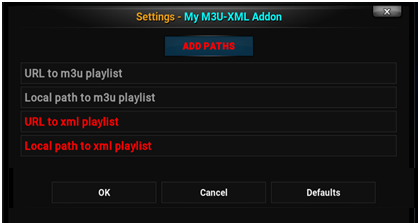 Settings - My M3U-XML Addon
ADD PATHS
URL to m3u playlist
Local path to m3u playlist
URL to xml playlist
Local path to xml playlist
OK Cancel Defaults